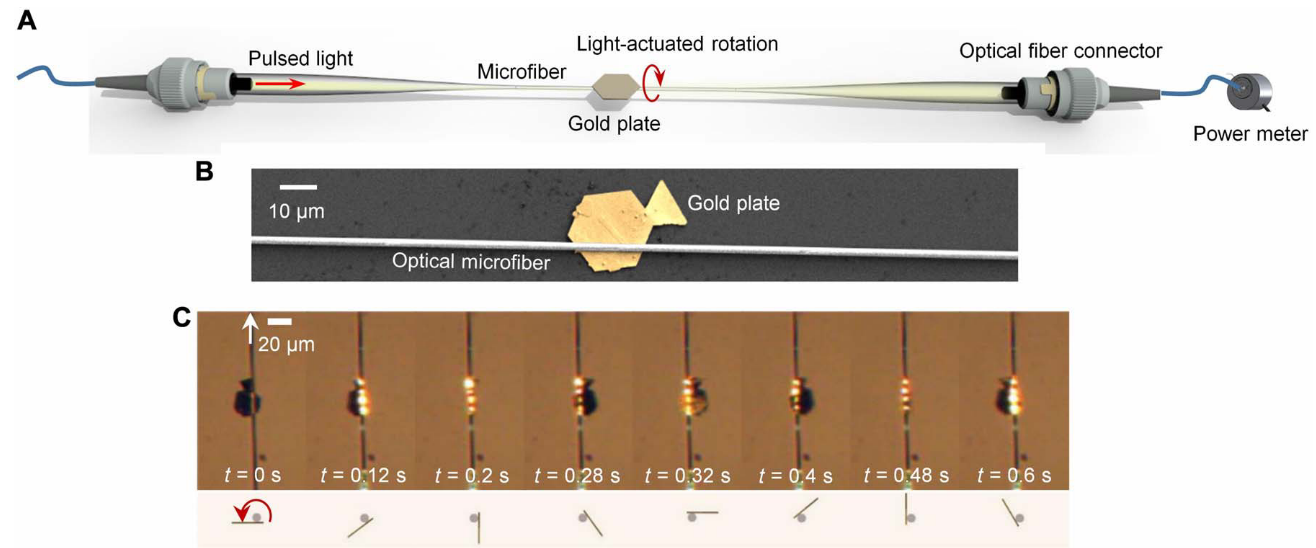 A
Pulsed light
Microfiber
Light-actuated rotation
Gold plate
Optical fiber connector
Power meter
B
10 µm
Gold plate
Optical microfiber
C
20 µm
t = 0 s
t = 0.12 s
t = 0.2 s
t = 0.28 s
t = 0.32 s
t = 0.4 s
t = 0.48 s
t = 0.6 s